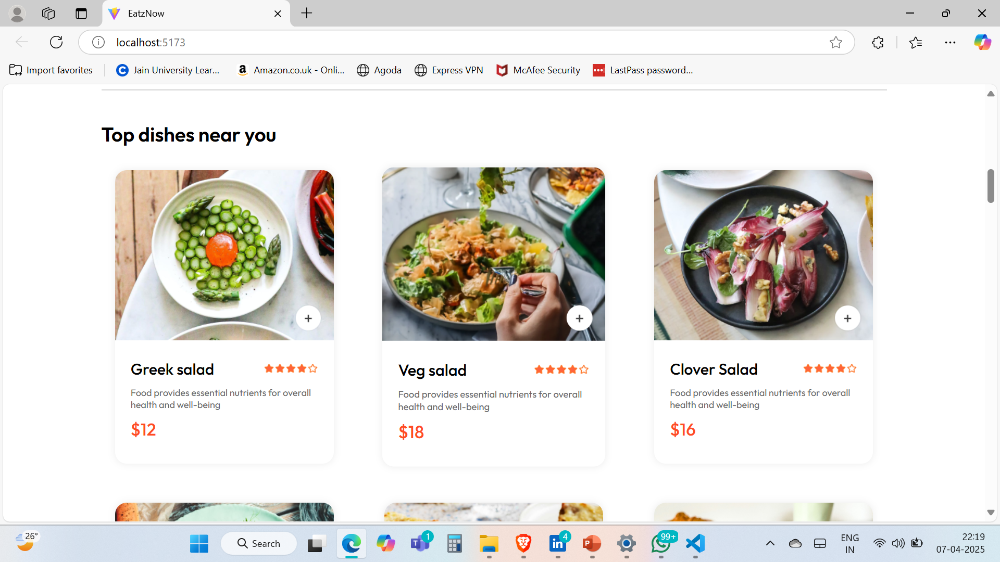 EatzNow
localhost:5173
Import favorites
Jain University Lear...
Amazon.co.uk - Onli...
Agoda
Express VPN
McAfee Security
LastPass password...
Top dishes near you
Greek salad
Food provides essential nutrients for overall
health and well-being
$12
Veg salad
Food provides essential nutrients for overall
health and well-being
$18
Clover Salad
Food provides essential nutrients for overall
health and well-being
$16
26°
Search
1
4
99+
ENG
IN
22:19
07-04-2025